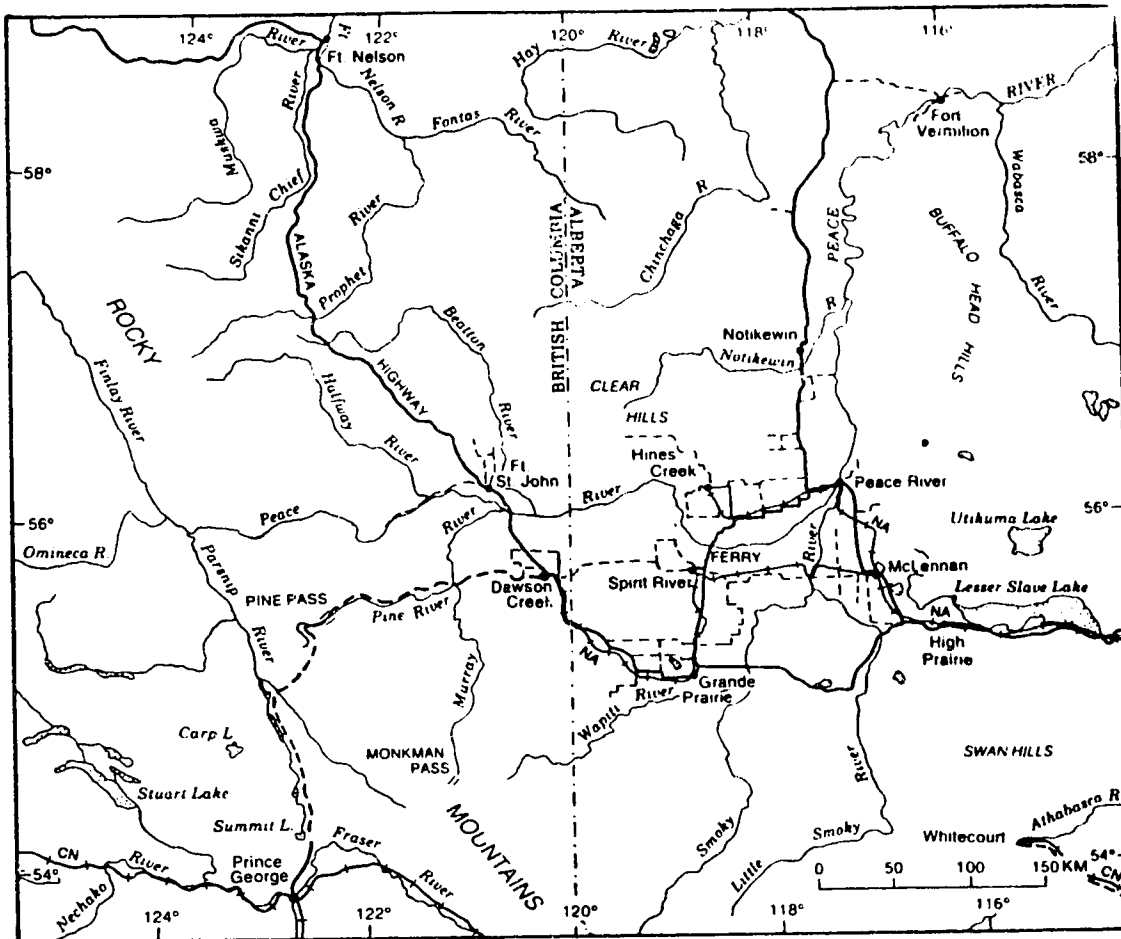 124°
122°
120°
118°
116°
River
Ft
Ft. Nelson
Hay
River
River
Nelson R
Fantas
River
RIVER
Fort
Vermilion
Muskwa
58°
58°
Wabasca
Sikanni
Chief
River
ALASKA
Prophet
Chinchaga
R
BRITISH COLUMBIA
ALBERTA
PEACE
R
BUFFALO HEAD HILLS
River
ROCKY
Finlay River
Beatton
River
HIGHWAY
Halfway
River
Notikewin
Notikewin
CLEAR
HILLS
Hines
Creek
Ft
St. John
River
Peace River
56°
56°
Peace
River
Omineca R.
Parsnip
River
NA
Utikuma Lake
FERRY
River
McLennan
Spirit River
Dawson
Creek
Lesser Slave Lake
PINE PASS
Pine River
NA
High
Prairie
NA
Murray
Grande
Prairie
River
Wapiti
Carp L
MONKMAN
PASS
SWAN HILLS
River
Stuart Lake
MOUNTAINS
Summit L.
Athabasca R
Smoky
Little
Smoky
Whitecourt
CN
River
Prince
George
Fraser
River
54°
54°
Nechako
0 50 100 150 KM
CN
124°
122°
120°
118°
116°